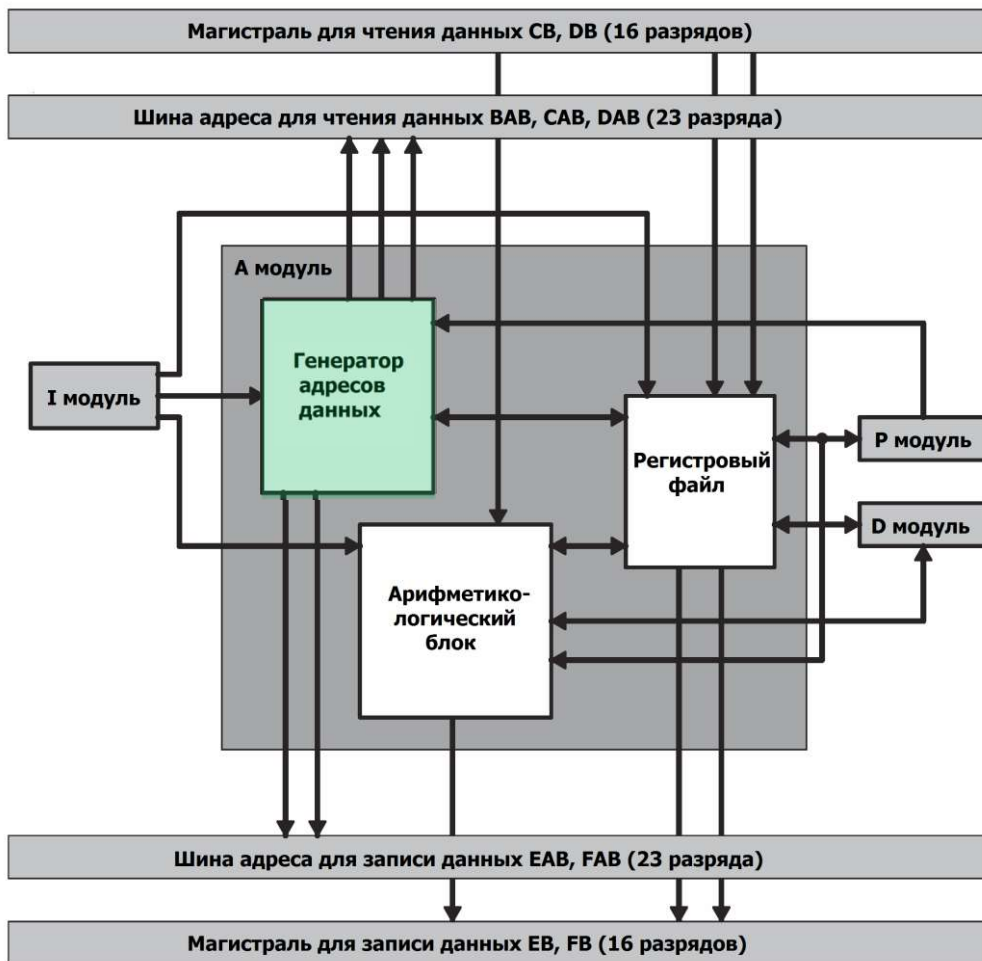 Магистраль для чтения данных CB, DB (16 разрядов)
Шина адреса для чтения данных BAB, CAB, DAB (23 разряда)
А модуль
Генератор
адресов
данных
I модуль
Р модуль
Регистровый
файл
D модуль
Арифметико-
логический
блок
Шина адреса для записи данных EAB, FAB (23 разряда)
Магистраль для записи данных EB, FB (16 разрядов)